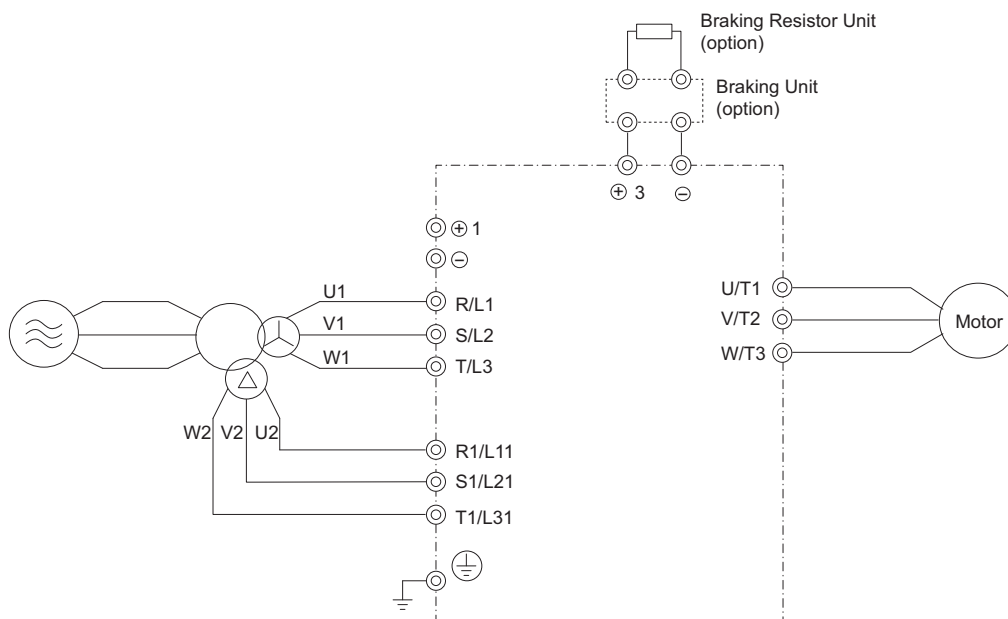 Braking Resistor Unit
(option)
Braking Unit
(option)
⊕ 3
⊖
⊕ 1
⊖
U1
R/L1
V1
S/L2
W1
T/L3
U/T1
V/T2
W/T3
Motor
W2 V2 U2
R1/L11
S1/L21
T1/L31